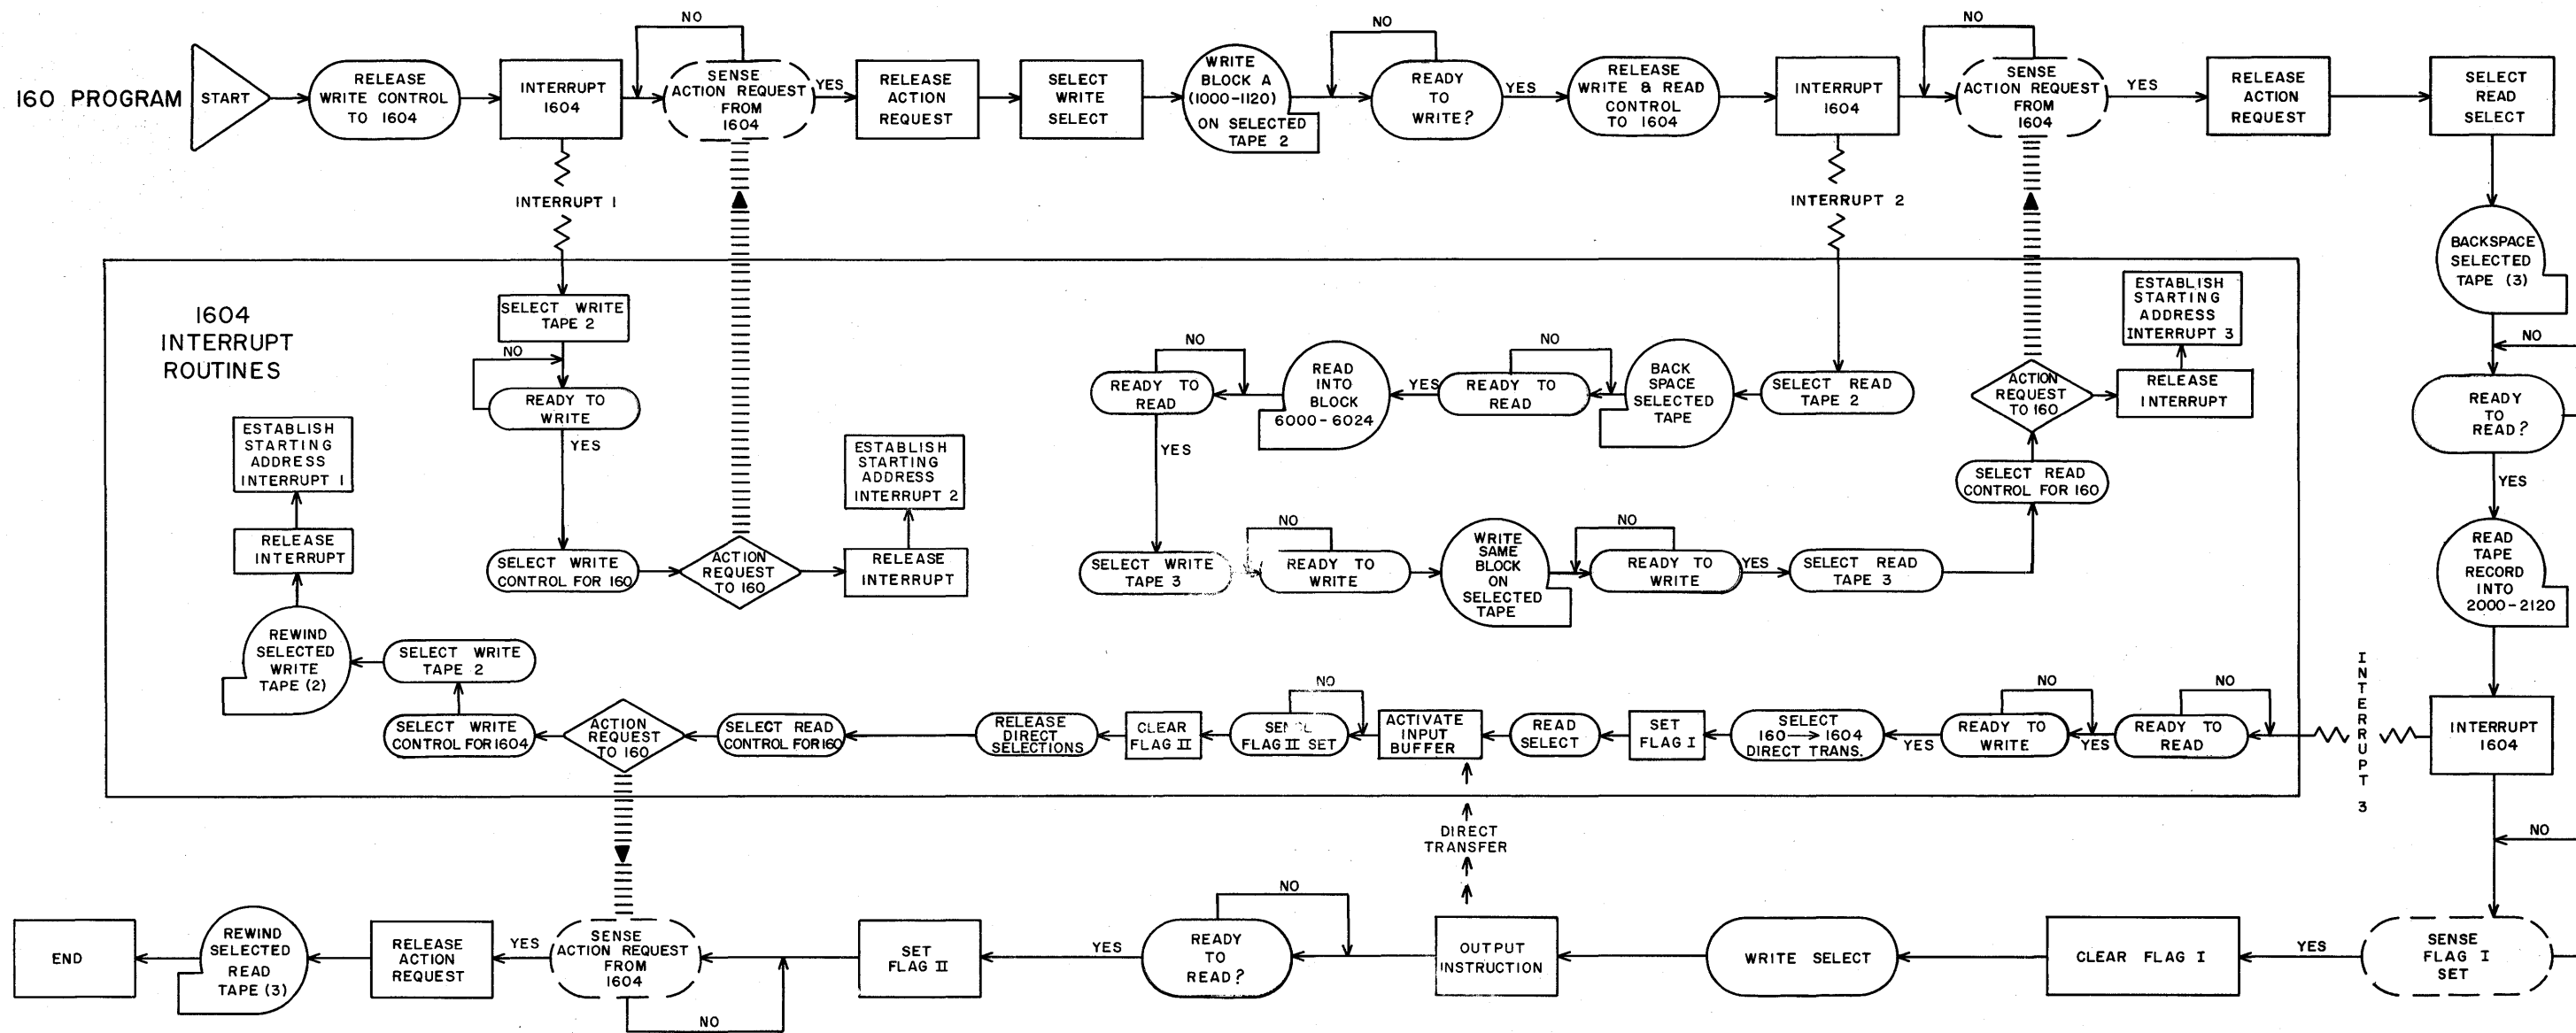 160 PROGRAM
START
RELEASE
WRITE CONTROL
TO 1604
INTERRUPT
1604
NO
SENSE
ACTION REQUEST
FROM
1604
YES
RELEASE
ACTION
REQUEST
SELECT
WRITE
SELECT
WRITE
BLOCK A
(1000-1120)
ON SELECTED
TAPE 2
NO
READY
TO
WRITE?
YES
RELEASE
WRITE & READ
CONTROL
TO 1604
INTERRUPT
1604
NO
SENSE
ACTION REQUEST
FROM
1604
YES
RELEASE
ACTION
REQUEST
SELECT
READ
SELECT
BACKSPACE
SELECTED
TAPE (3)
NO
READY
TO
READ?
YES
READ
TAPE
RECORD
INTO
2000-2120
INTERRUPT
1604
INTERRUPT 3
INTERRUPT 1
INTERRUPT 2
1604
INTERRUPT
ROUTINES
SELECT WRITE
TAPE 2
NO
READY TO
WRITE
YES
SELECT WRITE
CONTROL FOR 160
ACTION
REQUEST
TO 160
RELEASE
INTERRUPT
ESTABLISH
STARTING
ADDRESS
INTERRUPT 2
SELECT READ
TAPE 2
BACK
SPACE
SELECTED
TAPE
NO
READY TO
READ
YES
READ
INTO
BLOCK
6000-6024
NO
READY TO
READ
YES
SELECT WRITE
TAPE 3
NO
READY TO
WRITE
WRITE
SAME
BLOCK
ON
SELECTED
TAPE
NO
READY TO
WRITE
YES
SELECT READ
TAPE 3
SELECT READ
CONTROL FOR 160
ACTION
REQUEST
TO 160
RELEASE
INTERRUPT
ESTABLISH
STARTING
ADDRESS
INTERRUPT 3
NO
READY TO
READ
YES
NO
READY TO
WRITE
YES
SELECT
160 → 1604
DIRECT TRANS.
SET
FLAG I
READ
SELECT
ACTIVATE
INPUT
BUFFER
NO
FLAG II SET
CLEAR
FLAG II
RELEASE
DIRECT
SELECTIONS
SELECT READ
CONTROL FOR 160
ACTION
REQUEST
TO 160
SELECT WRITE
CONTROL FOR 1604
SELECT WRITE
TAPE 2
REWIND
SELECTED
WRITE
TAPE (2)
RELEASE
INTERRUPT
ESTABLISH
STARTING
ADDRESS
INTERRUPT 1
NO
SENSE
FLAG I
SET
YES
CLEAR FLAG I
WRITE SELECT
OUTPUT
INSTRUCTION
DIRECT
TRANSFER
NO
READY
TO
READ?
YES
SET
FLAG II
SENSE
ACTION REQUEST
FROM
1604
NO
YES
RELEASE
ACTION
REQUEST
REWIND
SELECTED
READ
TAPE (3)
END